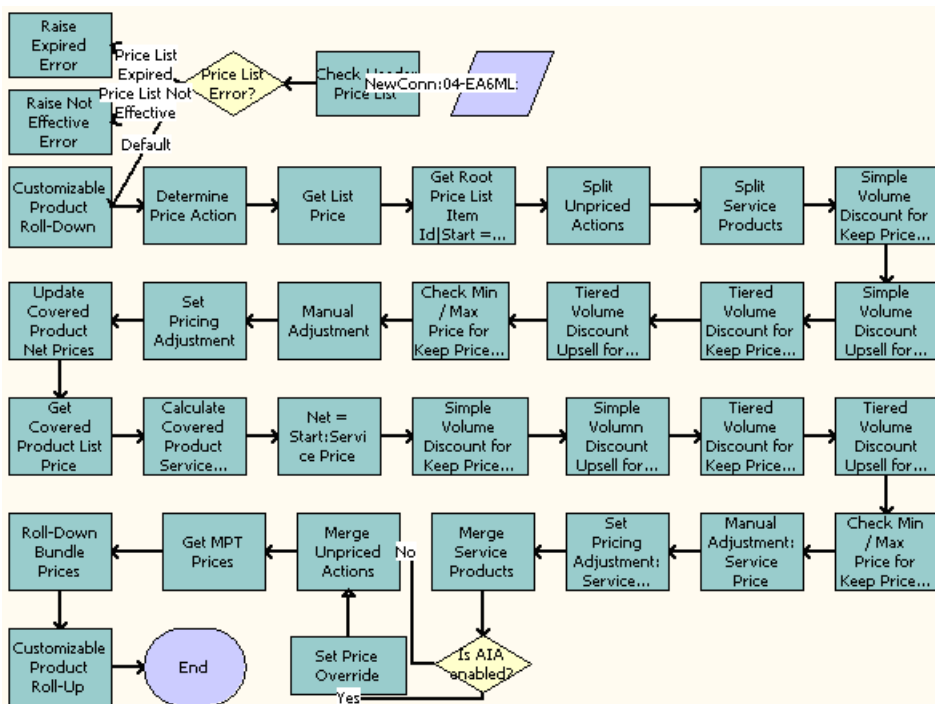 Raise
Expired
Error
Price List
Expired
Price List
Error?
Check Header
Price List
NewConn:04-EA6ML:
Raise Not
Effective
Error
Price List Not
Effective
Default
Customizable
Product
Roll-Down
Determine
Price Action
Get List
Price
Get Root
Price List
Item
Id|Start =...
Split
Unpriced
Actions
Split
Service
Products
Simple
Volume
Discount for
Keep Price...
Update
Covered
Product
Net Prices
Set
Pricing
Adjustment
Manual
Adjustment
Check Min
/ Max
Price for
Keep Price...
Tiered
Volume
Discount
Upsell for...
Tiered
Volume
Discount for
Keep Price...
Simple
Volume
Discount
Upsell for...
Get
Covered
Product List
Price
Calculate
Covered
Product
Service...
Net =
Start:Servi
ce Price
Simple
Volume
Discount for
Keep Price...
Simple
Volumn
Discount
Upsell for...
Tiered
Volume
Discount for
Keep Price...
Tiered
Volume
Discount
Upsell for...
Roll-Down
Bundle
Prices
Get MPT
Prices
Merge
Unpriced
Actions
No
Merge
Service
Products
Set
Pricing
Adjustment:
Service...
Manual
Adjustment:
Service
Price
Check Min
/ Max
Price for
Keep Price...
Customizable
Product
Roll-Up
End
Set Price
Override
Yes
Is AIA
enabled?